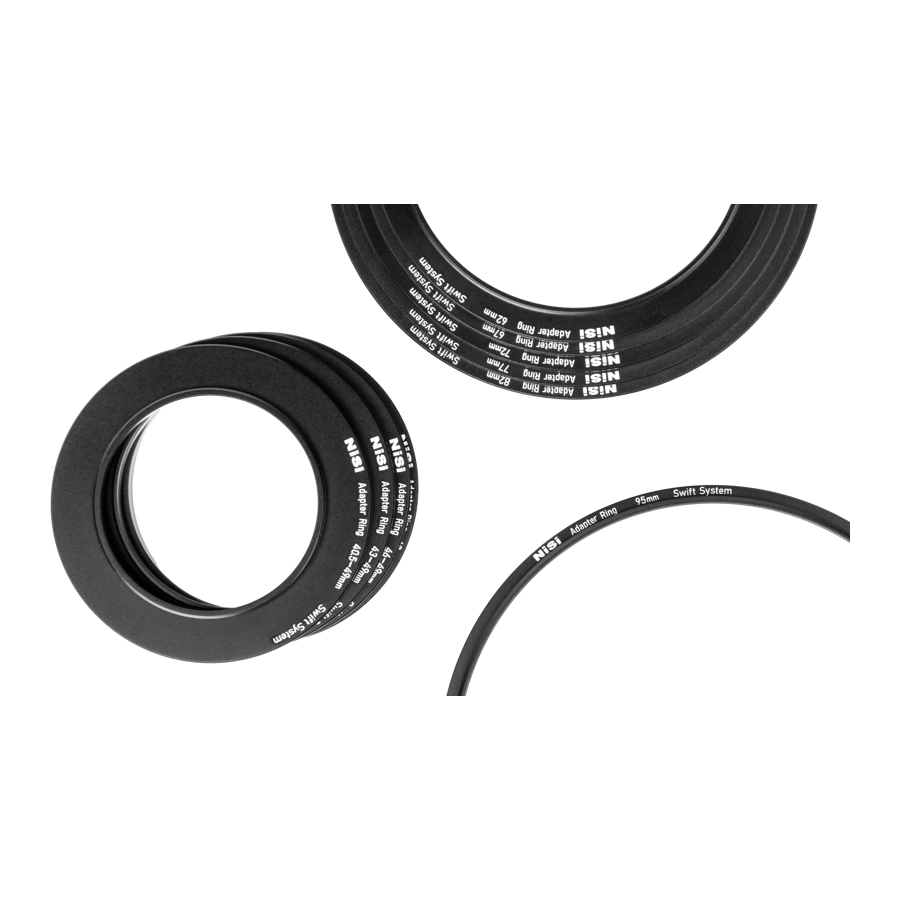 NiSi Adapter Ring 62mm Swift System
NiSi Adapter Ring 67mm Swift System
NiSi Adapter Ring 72mm Swift System
NiSi Adapter Ring 77mm Swift System
NiSi Adapter Ring 82mm Swift System
NiSi Adapter Ring 40.5-49mm Swift System
NiSi Adapter Ring 43-49mm Swift
NiSi Adapter Ring 46-49mm
NiSi
NiSi Adapter Ring 95mm Swift System